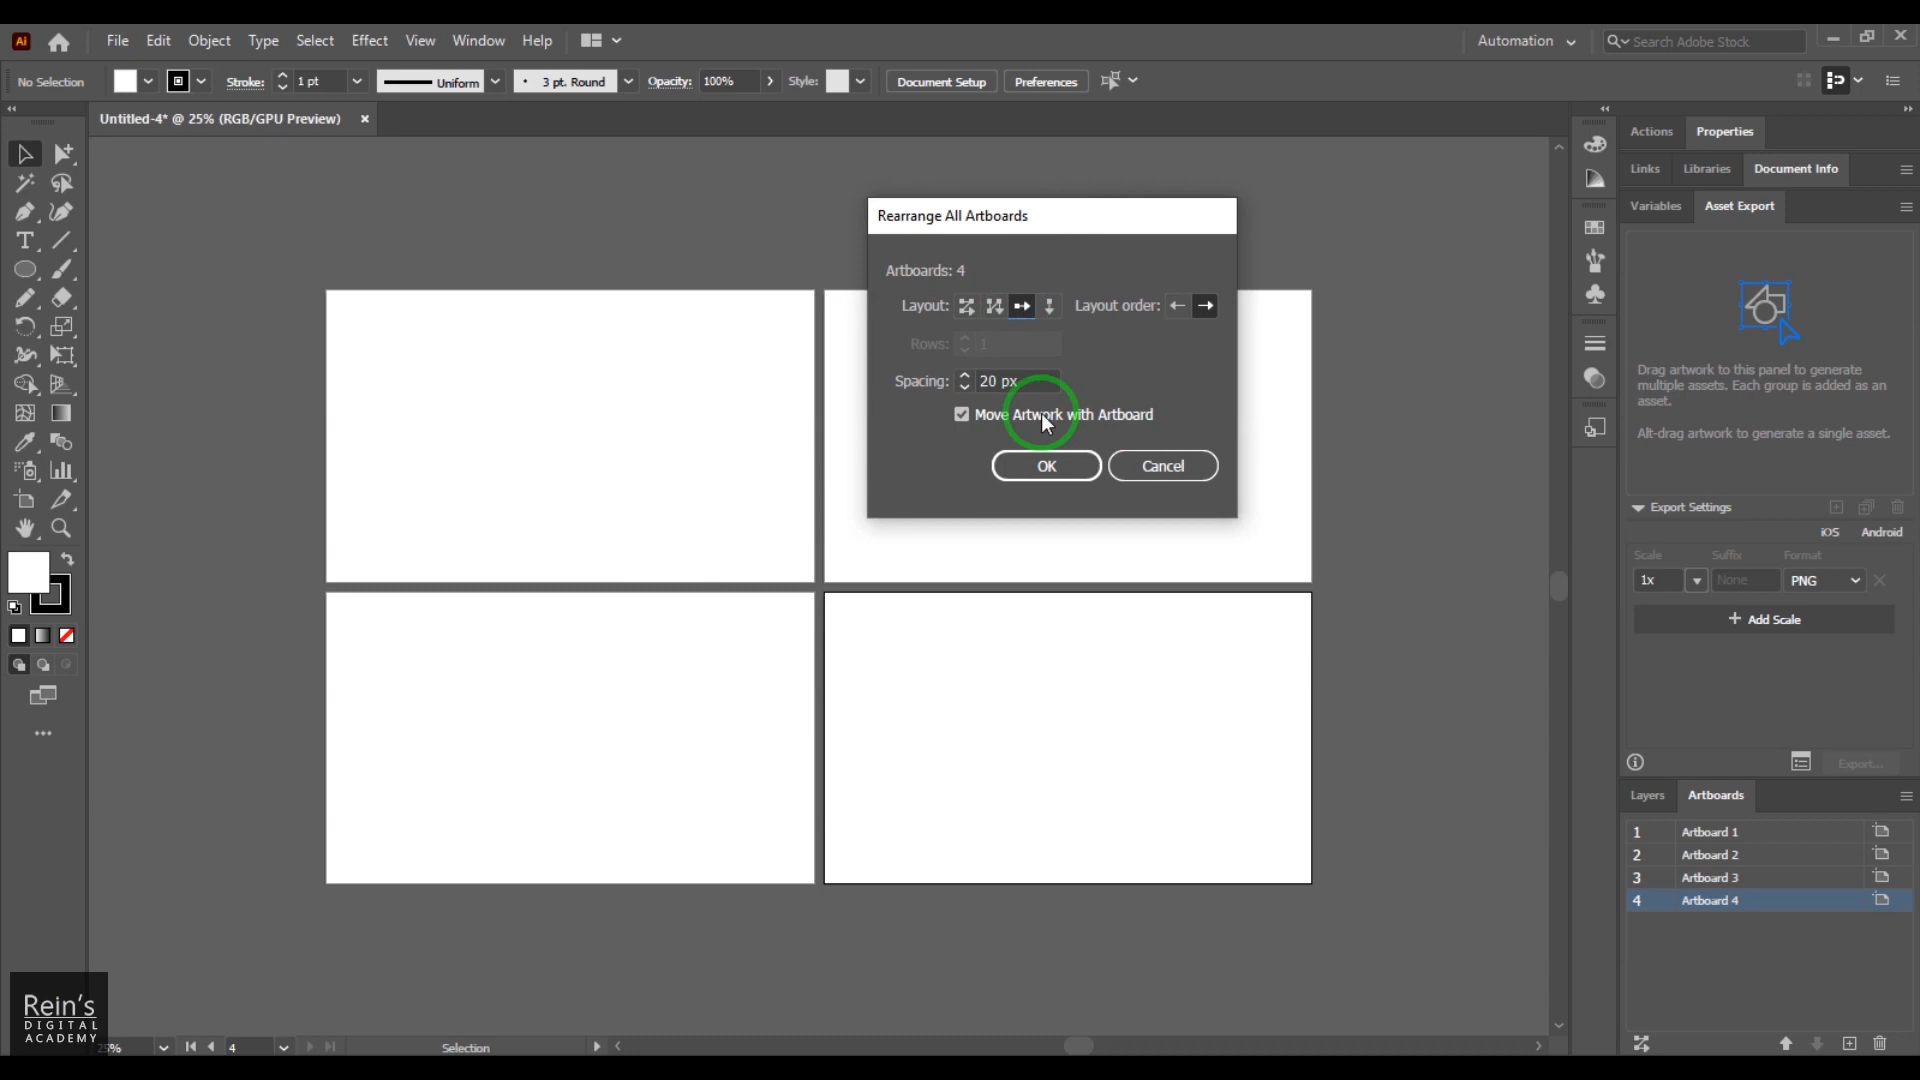 Ai File Edit Object Type Select Effect View Window Help Automation Search Adobe Stock
No Selection Stroke: 1 pt Uniform 3 pt. Round Opacity: 100% Style: Document Setup Preferences
Untitled-4* @ 25% (RGB/GPU Preview)
Actions Properties
Links Libraries Document Info
Variables Asset Export
Drag artwork to this panel to generate
multiple assets. Each group is added as an
asset.
Alt-drag artwork to generate a single asset.
Export Settings
iOS Android
Scale Suffix Format
1x None PNG
Add Scale
Export...
Layers Artboards
1 Artboard 1
2 Artboard 2
3 Artboard 3
4 Artboard 4
Rearrange All Artboards
Artboards: 4
Layout: Layout order:
Rows: 1
Spacing: 20 px
Move Artwork with Artboard
OK Cancel
Rein's
DIGITAL
ACADEMY
25% 4 Selection